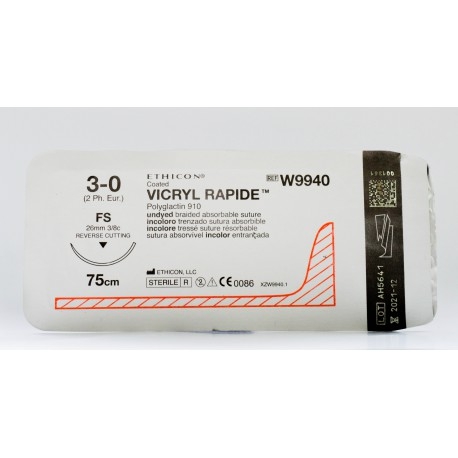 3-0
(2 Ph. Eur.)
FS
26mm 3/8c
REVERSE CUTTING
75cm
ETHICON®
Coated
VICRYL RAPIDE™
Polyglactin 910
undyed braided absorbable suture
incoloro trenzado sutura absorbible
incolore tressé suture résorbable
sutura absorvível incolor entrançada
REF W9940
ETHICON, LLC
STERILE R 2 CE 0086 XZW9940.1
LOT AH5641
2021-12